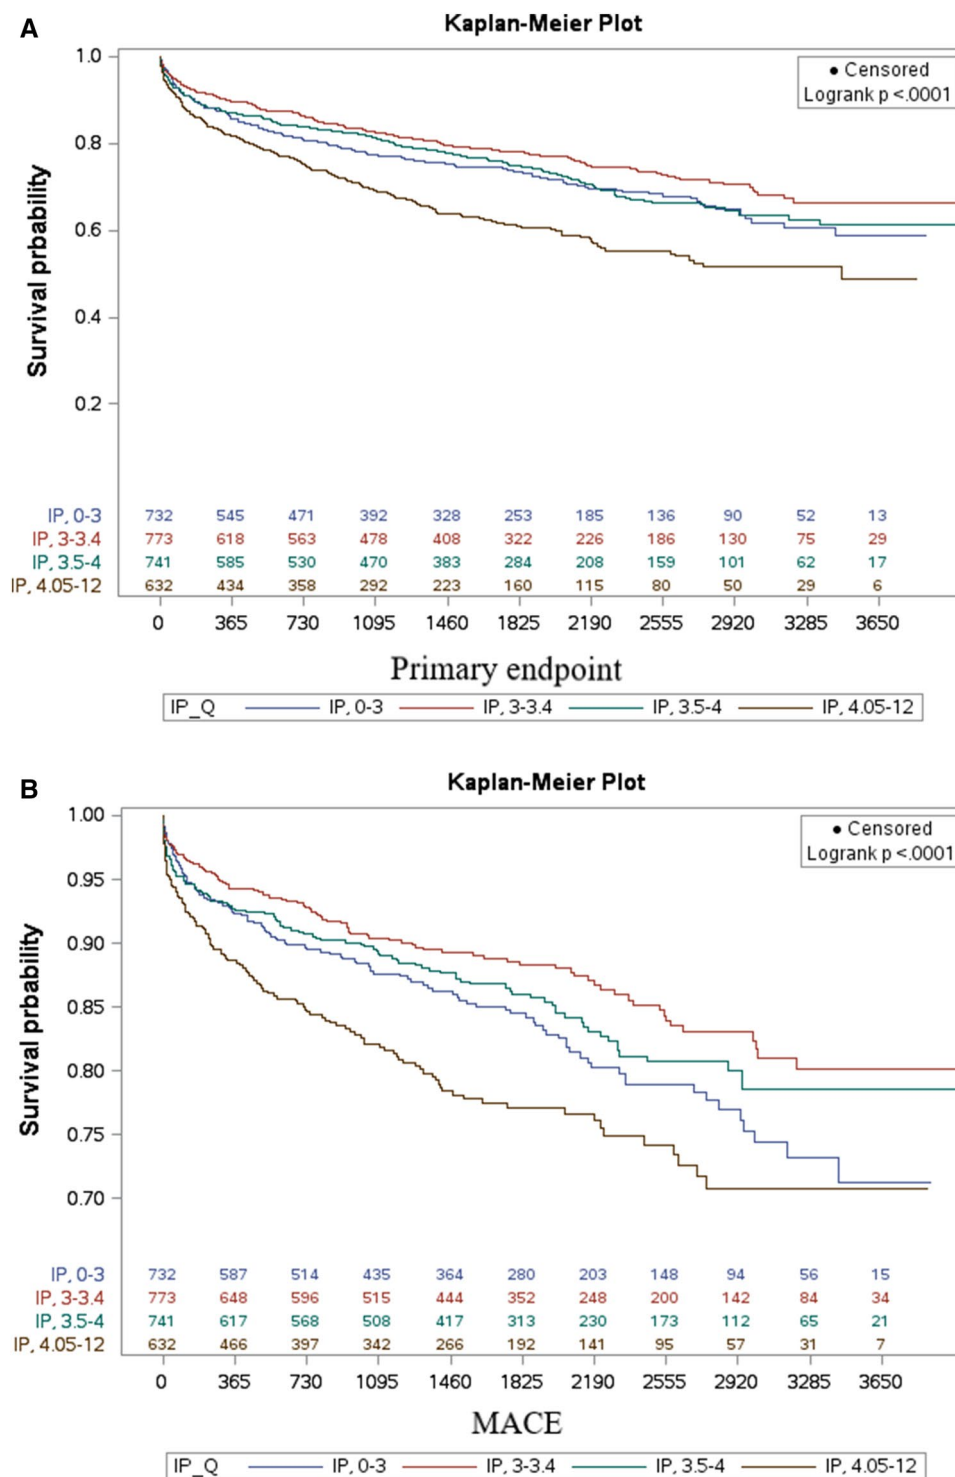 A
Kaplan-Meier Plot
Survival prbability
1.0
0.8
0.6
0.4
0.2
● Censored
Logrank p <.0001
IP, 0-3 732 545 471 392 328 253 185 136 90 52 13
IP, 3-3.4 773 618 563 478 408 322 226 186 130 75 29
IP, 3.5-4 741 585 530 470 383 284 208 159 101 62 17
IP, 4.05-12 632 434 358 292 223 160 115 80 50 29 6
0 365 730 1095 1460 1825 2190 2555 2920 3285 3650
Primary endpoint
IP_Q IP, 0-3 IP, 3-3.4 IP, 3.5-4 IP, 4.05-12
B
Kaplan-Meier Plot
Survival prbability
1.00
0.95
0.90
0.85
0.80
0.75
0.70
● Censored
Logrank p <.0001
IP, 0-3 732 587 514 435 364 280 203 148 94 56 15
IP, 3-3.4 773 648 596 515 444 352 248 200 142 84 34
IP, 3.5-4 741 617 568 508 417 313 230 173 112 65 21
IP, 4.05-12 632 466 397 342 266 192 141 95 57 31 7
0 365 730 1095 1460 1825 2190 2555 2920 3285 3650
MACE
IP_Q IP, 0-3 IP, 3-3.4 IP, 3.5-4 IP, 4.05-12